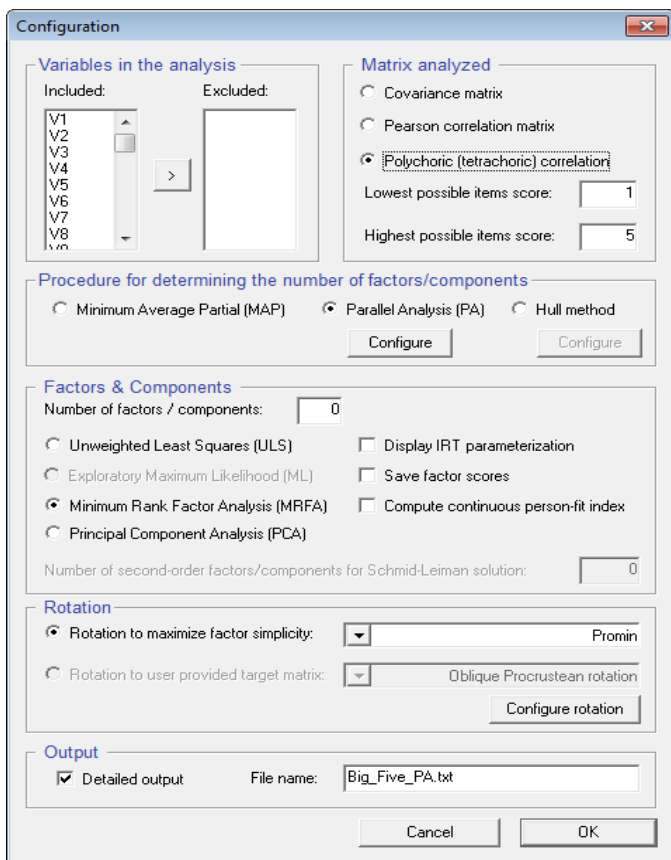 Configuration
Variables in the analysis
Included:
Excluded:
V1
V2
V3
V4
V5
V6
V7
V8
>
Matrix analyzed
Covariance matrix
Pearson correlation matrix
Polychoric (tetrachoric) correlation
Lowest possible items score: 1
Highest possible items score: 5
Procedure for determining the number of factors/components
Minimum Average Partial (MAP) Parallel Analysis (PA) Hull method
Configure Configure
Factors & Components
Number of factors / components: 0
Unweighted Least Squares (ULS)
Exploratory Maximum Likelihood (ML)
Minimum Rank Factor Analysis (MRFA)
Principal Component Analysis (PCA)
Display IRT parameterization
Save factor scores
Compute continuous person-fit index
Number of second-order factors/components for Schmid-Leiman solution: 0
Rotation
Rotation to maximize factor simplicity: Promin
Rotation to user provided target matrix: Oblique Procrustean rotation
Configure rotation
Output
Detailed output File name: Big_Five_PA.txt
Cancel OK